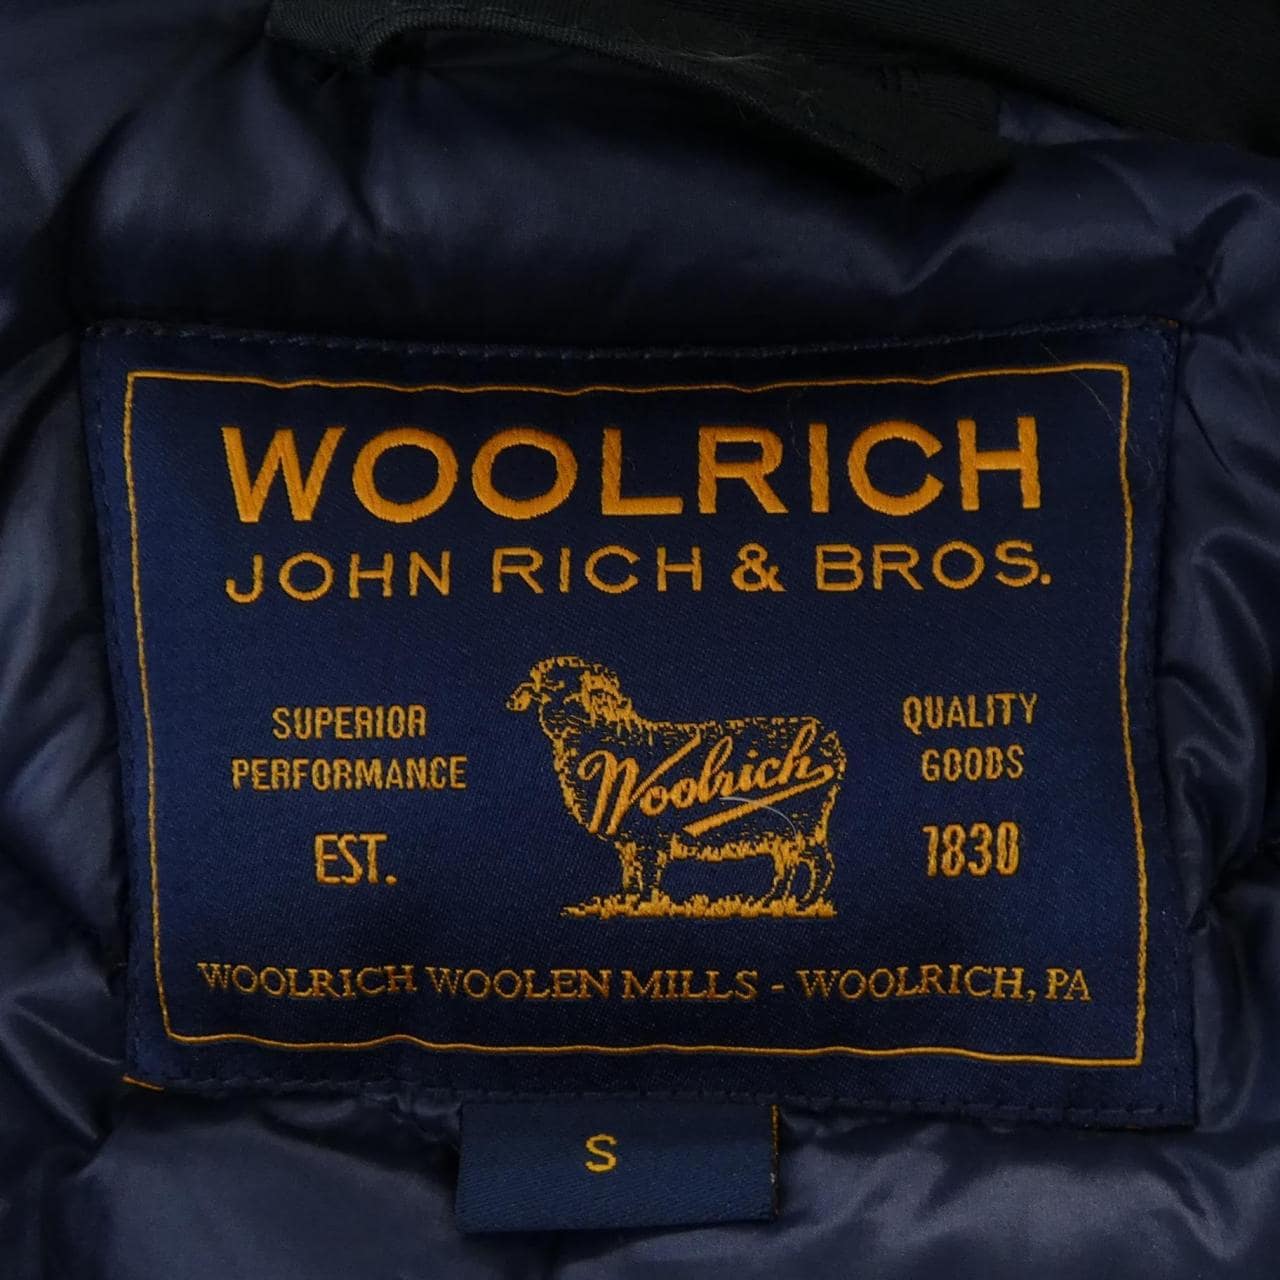 WOOLRICH
JOHN RICH & BROS.
SUPERIOR
PERFORMANCE
EST.
Woolrich
QUALITY
GOODS
1830
WOOLRICH WOOLEN MILLS - WOOLRICH, PA
S